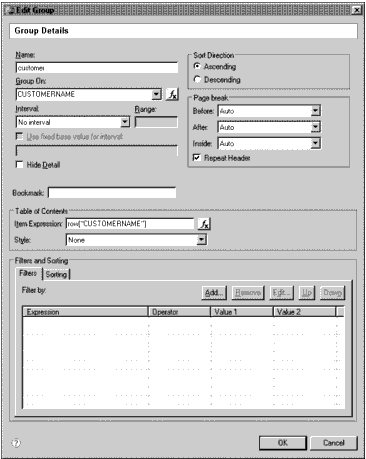 Edit Group
Group Details
Name:
customer
Group On:
CUSTOMERNAME
fx
Interval: Range:
No interval
Use fixed base value for interval:
Hide Detail
Sort Direction
Ascending
Descending
Page break
Before: Auto
After: Auto
Inside: Auto
Repeat Header
Bookmark:
Table of Contents
Item Expression: row["CUSTOMERNAME"] fx
Style: None
Filters and Sorting
Filters Sorting
Filter by: Add... Remove Edit... Up Down
Expression Operator Value 1 Value 2
?
OK Cancel